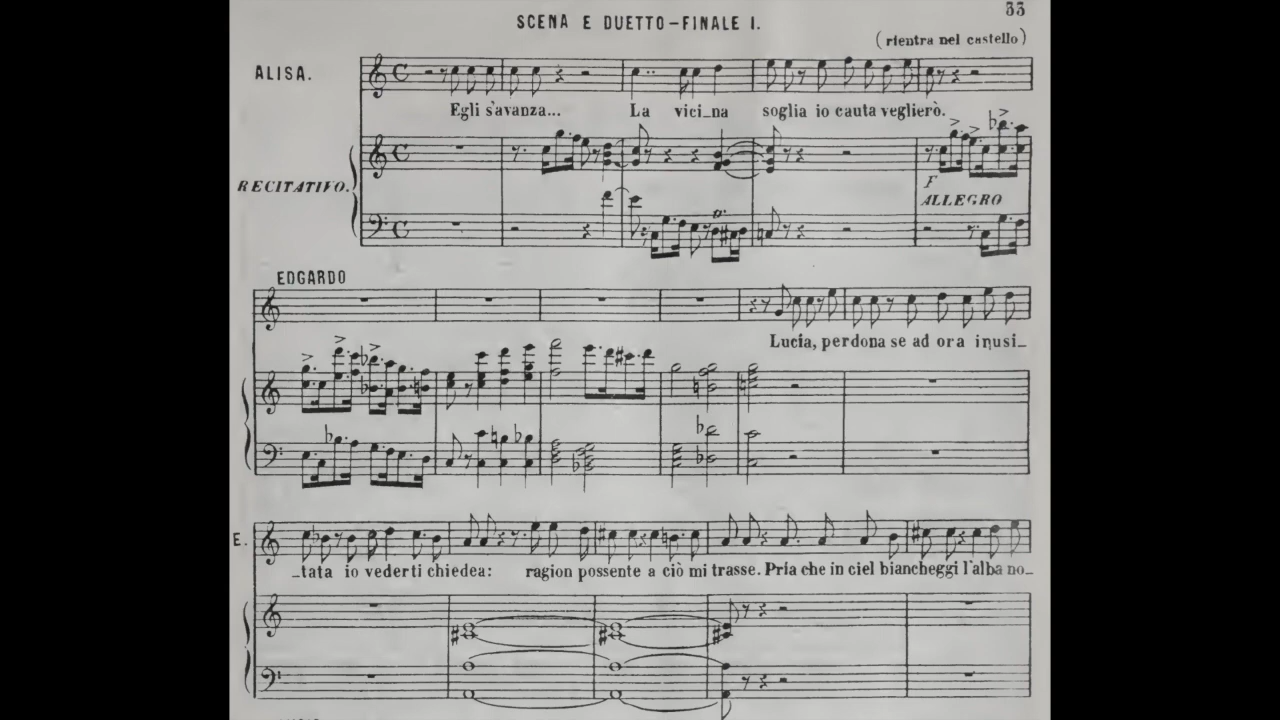 33
SCENA E DUETTO–FINALE I.
(rientra nel castello)
ALISA.
Egli s'avanza... La vici_na soglia io cauta veglierò.
RECITATIVO.
F
ALLEGRO
EDGARDO
Lucia, perdona se ad ora inusi_
E.
_tata io vederti chiedea: ragion possente a ciò mi trasse. Pria che in ciel biancheggi l'alba no_